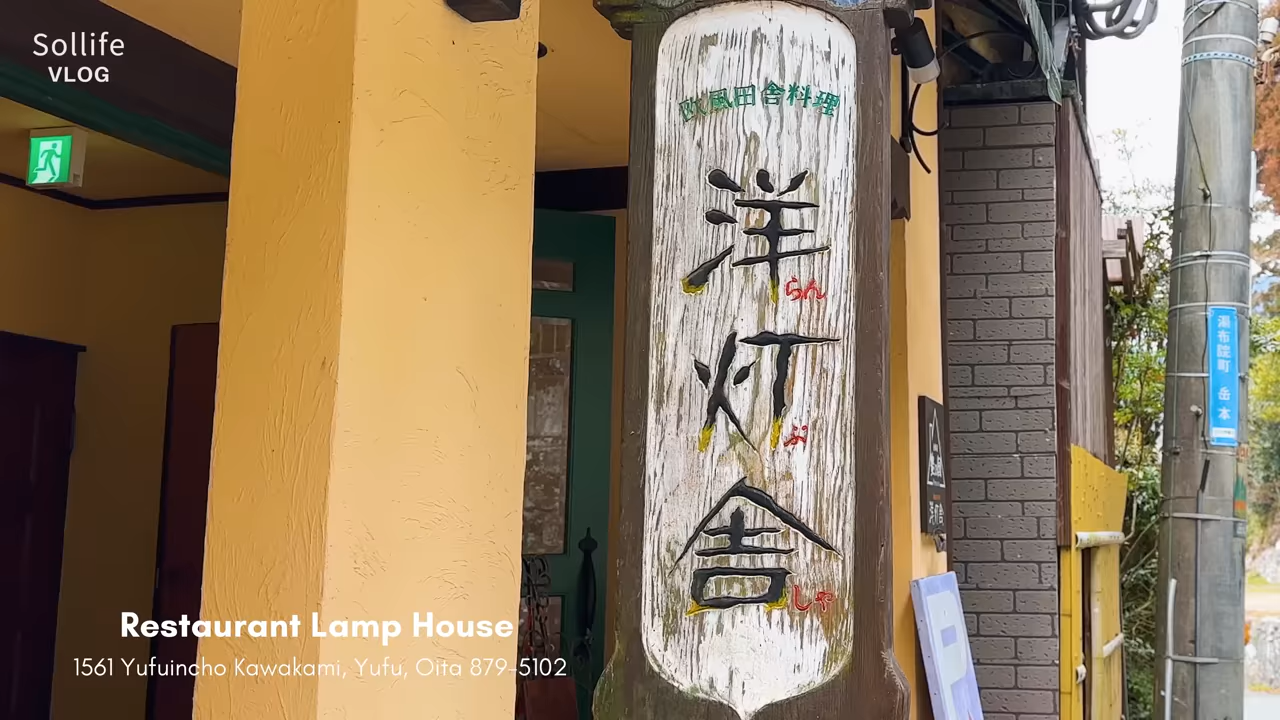 Sollife
VLOG
欧風田舎料理
洋灯舎
らん
ぷ
しゃ
湯布院町 岳本
Restaurant Lamp House
1561 Yufuincho Kawakami, Yufu, Oita 879-5102